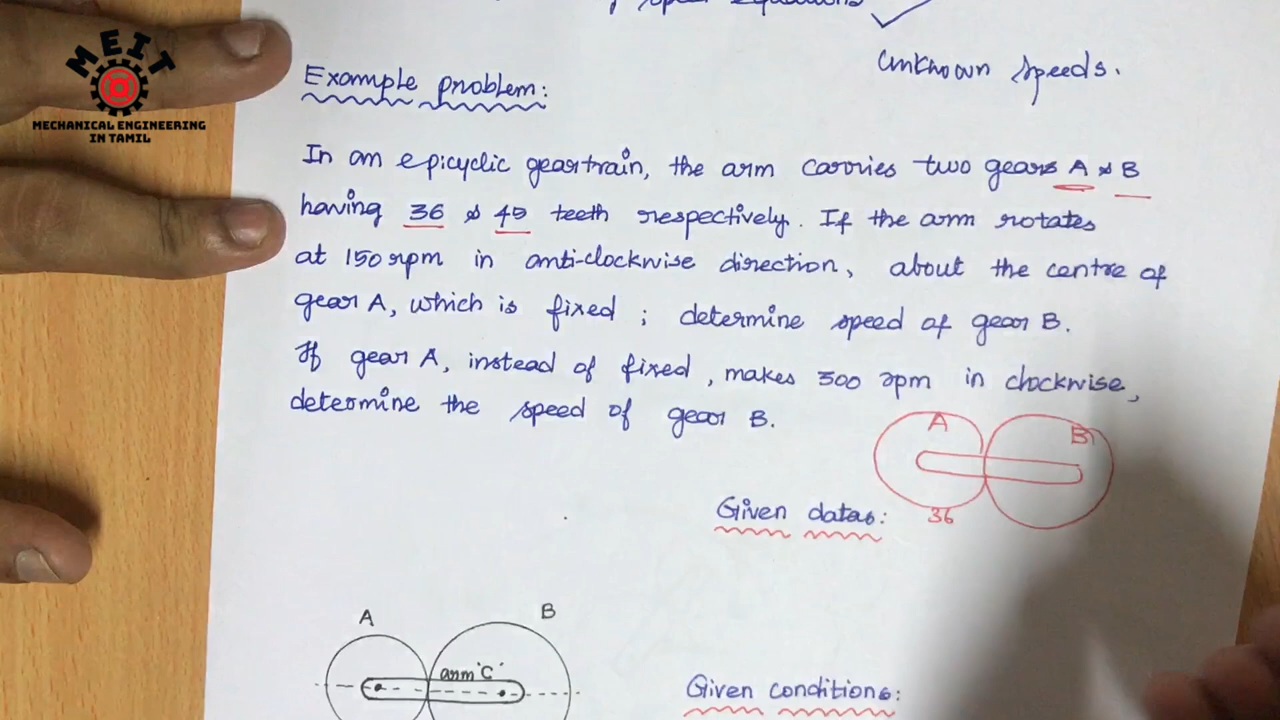 speed equations
Unknown speeds.
MEIT
MECHANICAL ENGINEERING
IN TAMIL
Example problem:
In an epicyclic geartrain, the arm carries two gears A & B
having 36 & 45 teeth respectively. If the arm rotates
at 150 rpm in anti-clockwise direction, about the centre of
gear A, which is fixed ; determine speed of gear B.
If gear A, instead of fixed, makes 300 rpm in clockwise,
determine the speed of gear B.
A
B
36
Given datas:
A
B
arm 'C'
Given conditions: